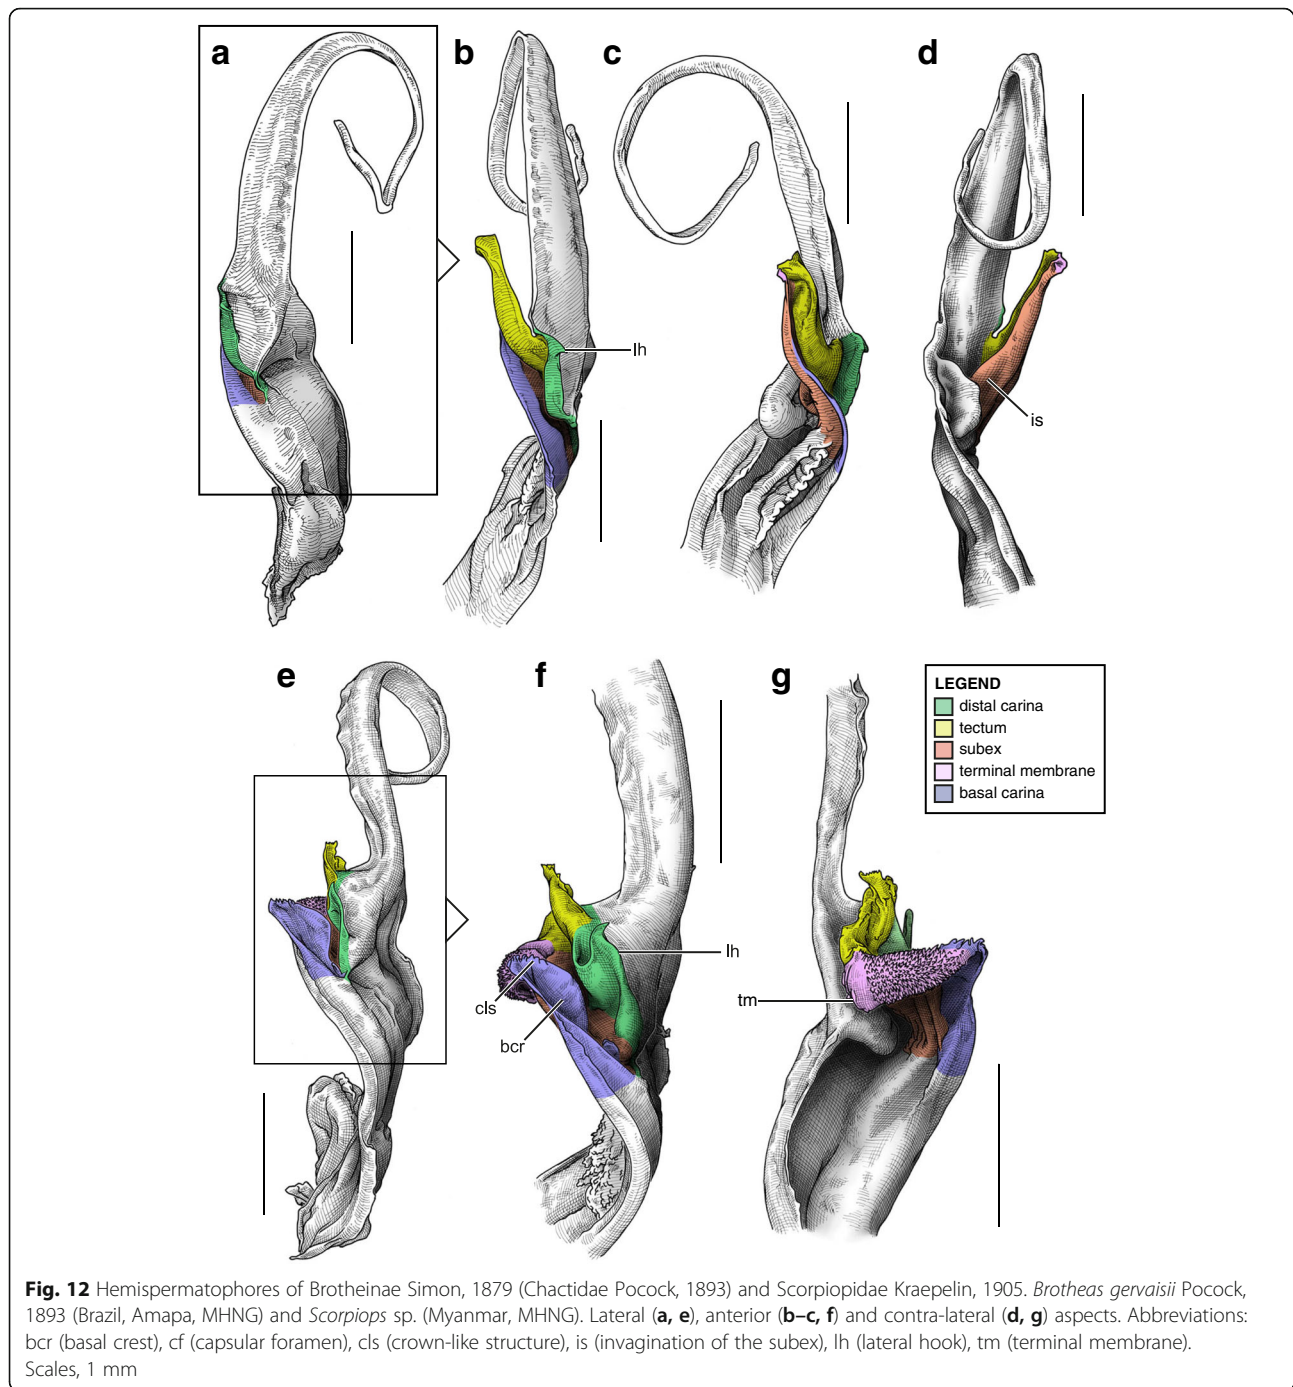 a
b
c
d
lh
is
e
f
g
LEGEND
distal carina
tectum
subex
terminal membrane
basal carina
lh
cls
tm
bcr
Fig. 12 Hemispermatophores of Brotheinae Simon, 1879 (Chactidae Pocock, 1893) and Scorpiopidae Kraepelin, 1905. Brotheas gervaisii Pocock,
1893 (Brazil, Amapa, MHNG) and Scorpiops sp. (Myanmar, MHNG). Lateral (a, e), anterior (b–c, f) and contra-lateral (d, g) aspects. Abbreviations:
bcr (basal crest), cf (capsular foramen), cls (crown-like structure), is (invagination of the subex), lh (lateral hook), tm (terminal membrane).
Scales, 1 mm